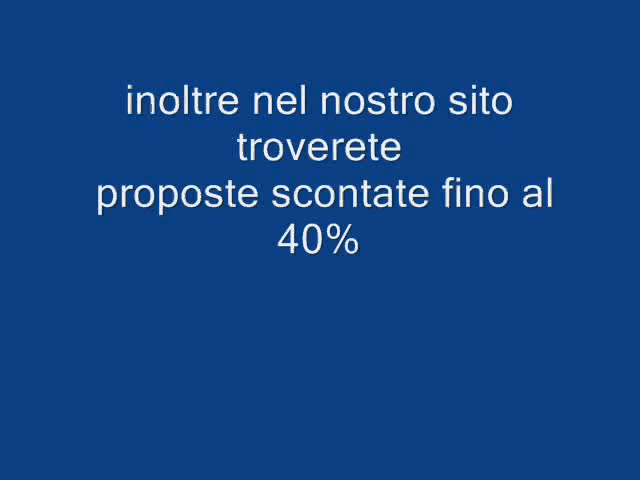 inoltre nel nostro sito
troverete
proposte scontate fino al
40%